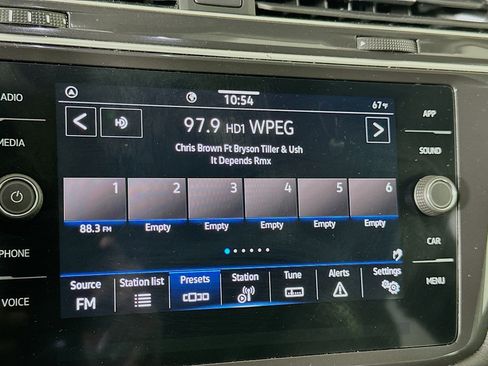 10:54
67°F
RADIO
APP
97.9 HD1 WPEG
Chris Brown Ft Bryson Tiller & Ush
It Depends Rmx
MEDIA
SOUND
1 2 3 4 5 6
88.3 FM Empty Empty Empty Empty Empty
PHONE
CAR
Source Station list Presets Station Tune Alerts Settings
FM
VOICE
MENU